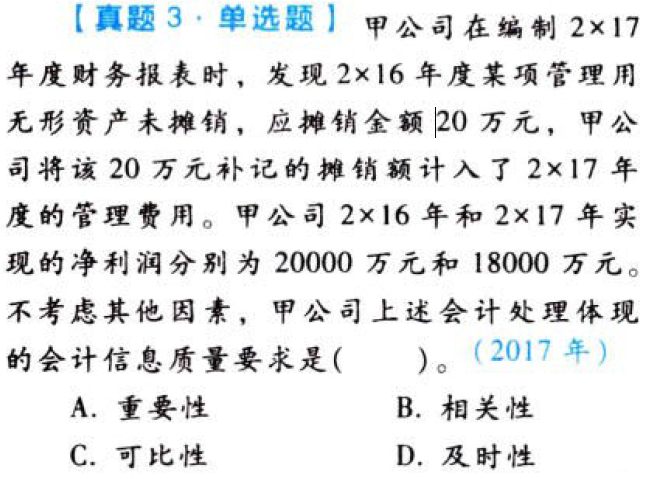 【真题 3 · 单选题】 甲公司在编制 2×17
年度财务报表时，发现 2×16 年度某项管理用
无形资产未摊销，应摊销金额 20 万元，甲公
司将该 20 万元补记的摊销额计入了 2×17 年
度的管理费用。甲公司 2×16 年和 2×17 年实
现的净利润分别为 20000 万元和 18000 万元。
不考虑其他因素，甲公司上述会计处理体现
的会计信息质量要求是( )。（2017 年）
A. 重要性 B. 相关性
C. 可比性 D. 及时性